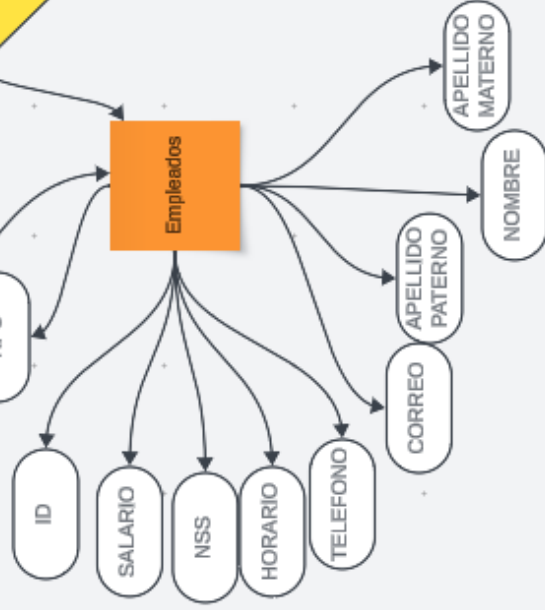 Empleados
APELLIDO
MATERNO
NOMBRE
APELLIDO
PATERNO
CORREO
TELEFONO
HORARIO
NSS
SALARIO
ID